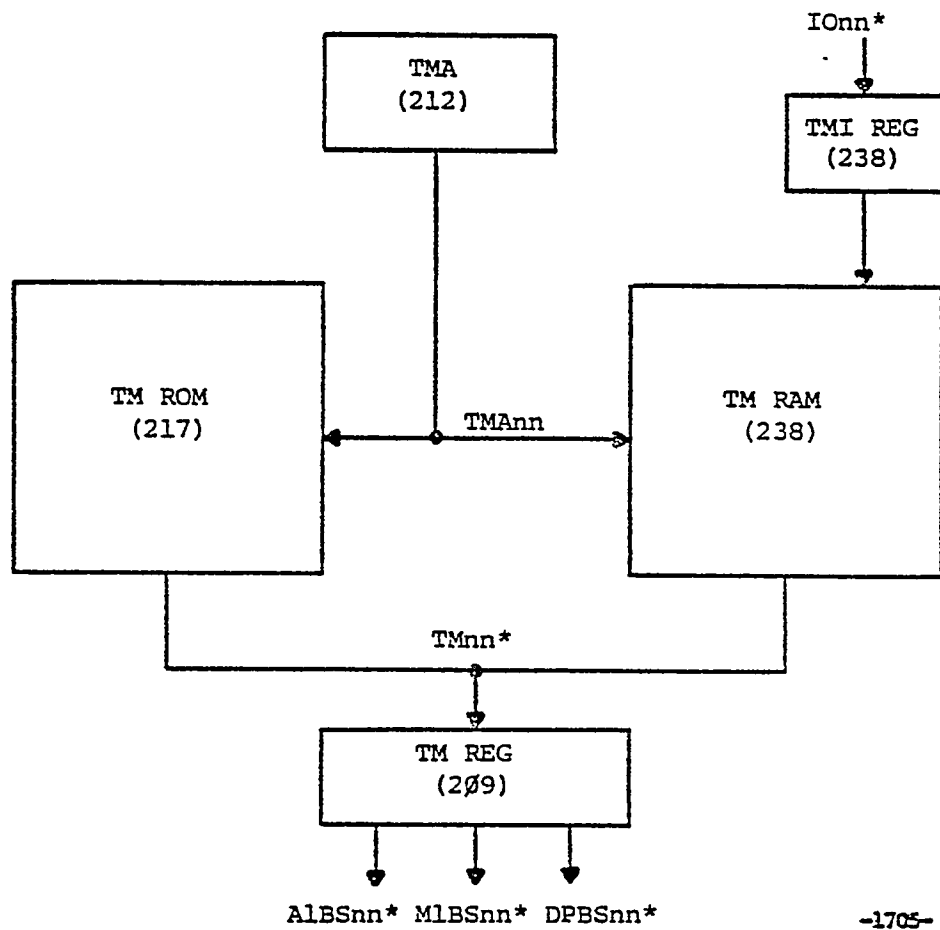 IOnn*
TMA
(212)
TMI REG
(238)
TM ROM
(217)
TMAnn
TM RAM
(238)
TMnn*
TM REG
(2Ø9)
A1BSnn* M1BSnn* DPBSnn*
-1705-